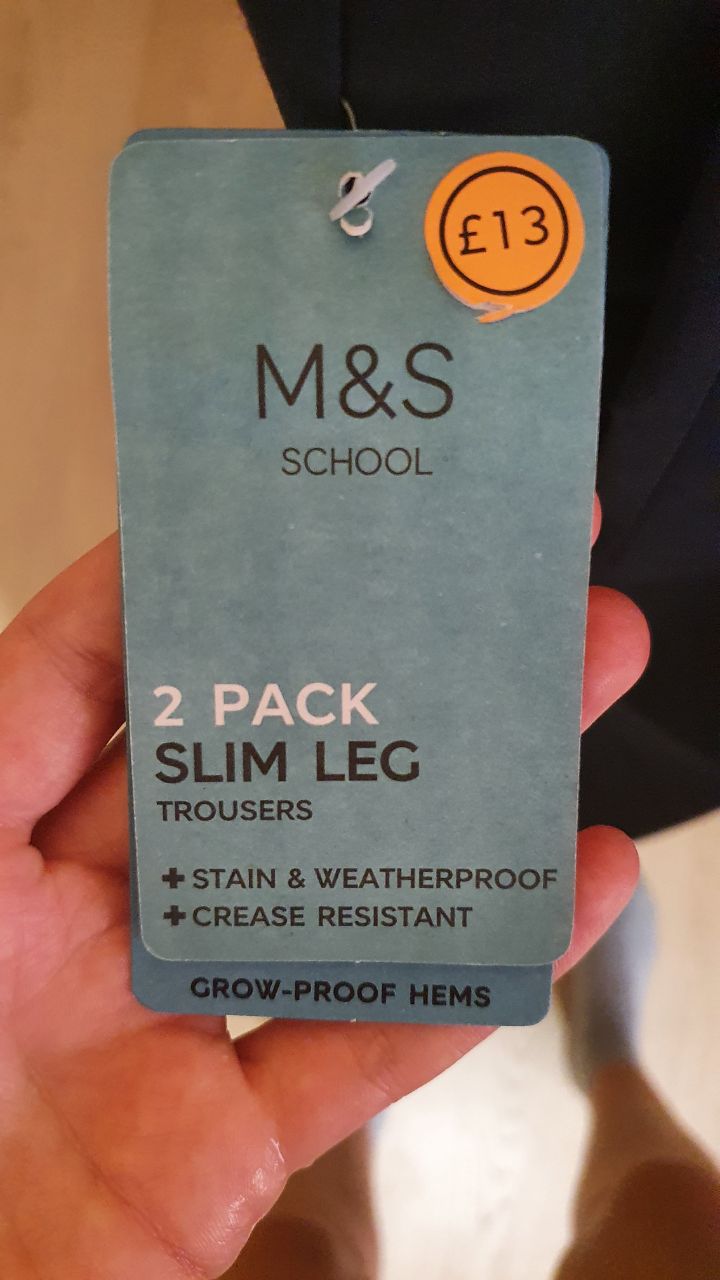 £13
M&S
SCHOOL
2 PACK
SLIM LEG
TROUSERS
+ STAIN & WEATHERPROOF
+ CREASE RESISTANT
GROW-PROOF HEMS